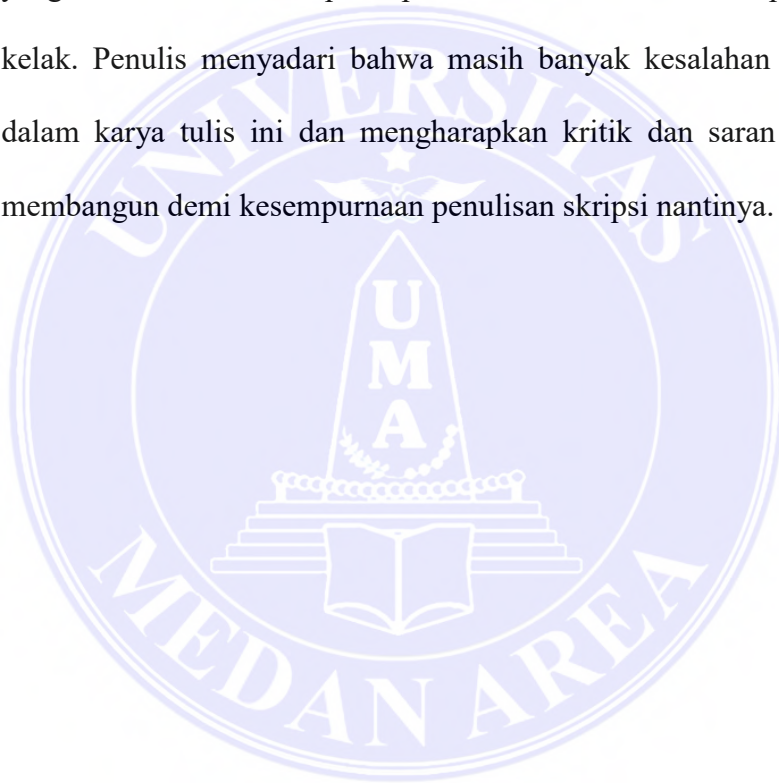 kelak. Penulis menyadari bahwa masih banyak kesalahan
dalam karya tulis ini dan mengharapkan kritik dan saran
membangun demi kesempurnaan penulisan skripsi nantinya.
UNIVERSITAS
U
M
A
MEDAN AREA